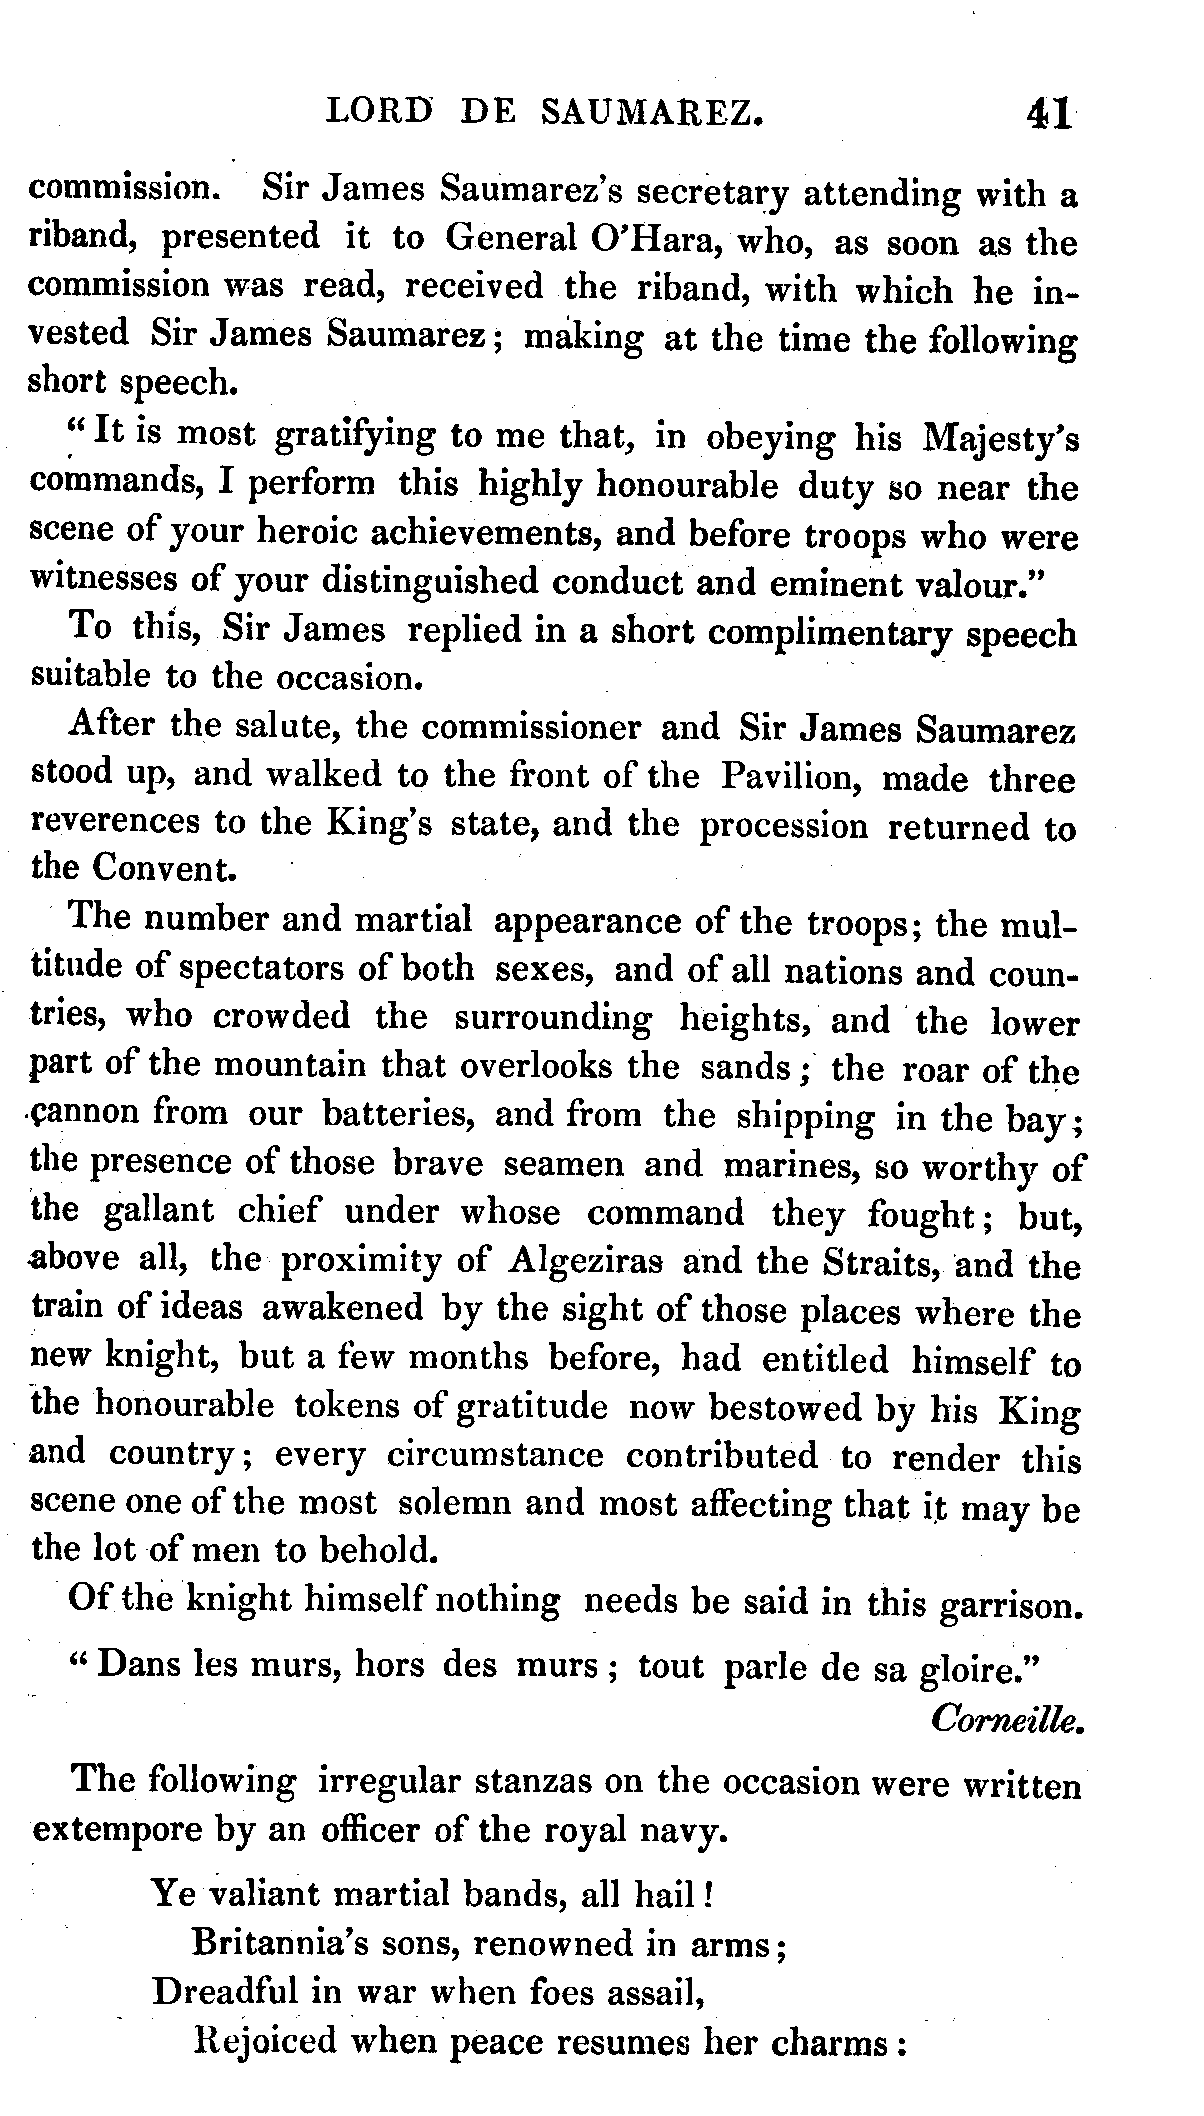 LORD DE SAUMAREZ. 41
commission. Sir James Saumarez's secretary attending with a
riband, presented it to General O'Hara, who, as soon as the
commission was read, received the riband, with which he in-
vested Sir James Saumarez; making at the time the following
short speech.
"It is most gratifying to me that, in obeying his Majesty's
commands, I perform this highly honourable duty so near the
scene of your heroic achievements, and before troops who were
witnesses of your distinguished conduct and eminent valour."
To this, Sir James replied in a short complimentary speech
suitable to the occasion.
After the salute, the commissioner and Sir James Saumarez
stood up, and walked to the front of the Pavilion, made three
reverences to the King's state, and the procession returned to
the Convent.
The number and martial appearance of the troops; the mul-
titude of spectators of both sexes, and of all nations and coun-
tries, who crowded the surrounding heights, and the lower
part of the mountain that overlooks the sands; the roar of the
cannon from our batteries, and from the shipping in the bay;
the presence of those brave seamen and marines, so worthy of
the gallant chief under whose command they fought; but,
above all, the proximity of Algeziras and the Straits, and the
train of ideas awakened by the sight of those places where the
new knight, but a few months before, had entitled himself to
the honourable tokens of gratitude now bestowed by his King
and country; every circumstance contributed to render this
scene one of the most solemn and most affecting that it may be
the lot of men to behold.
Of the knight himself nothing needs be said in this garrison.
"Dans les murs, hors des murs; tout parle de sa gloire."
Corneille.
The following irregular stanzas on the occasion were written
extempore by an officer of the royal navy.
Ye valiant martial bands, all hail!
Britannia's sons, renowned in arms;
Dreadful in war when foes assail,
Rejoiced when peace resumes her charms: